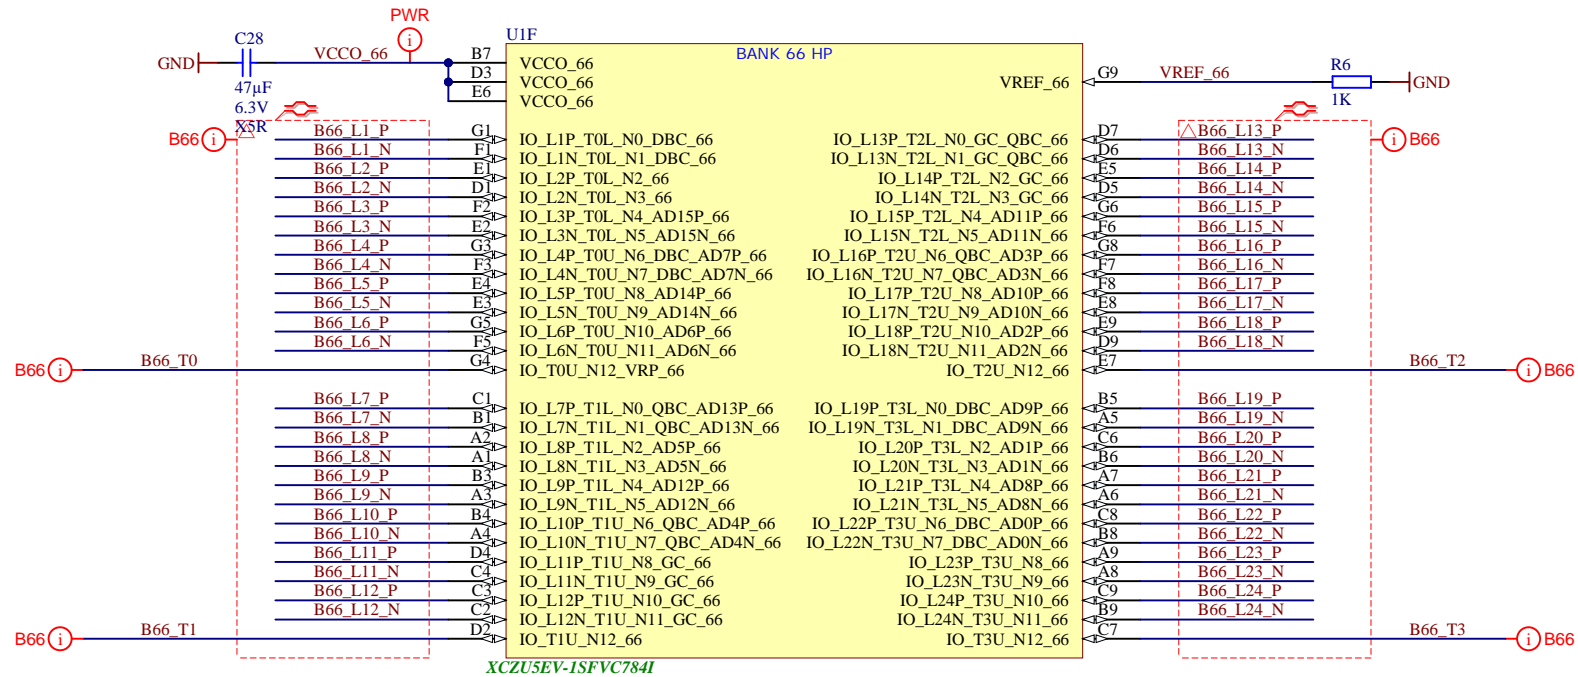 PWR
U1F
BANK 66 HP
GND C28 VCCO_66 B7 VCCO_66
47µF
6.3V
X5R
D3 VCCO_66
E6 VCCO_66
VREF_66 G9 VREF_66 R6 GND
1K
B66 B66_L1_P G1 IO_L1P_T0L_N0_DBC_66
B66_L1_N F1 IO_L1N_T0L_N1_DBC_66
B66_L2_P E1 IO_L2P_T0L_N2_66
B66_L2_N D1 IO_L2N_T0L_N3_66
B66_L3_P F2 IO_L3P_T0L_N4_AD15P_66
B66_L3_N E2 IO_L3N_T0L_N5_AD15N_66
B66_L4_P G3 IO_L4P_T0U_N6_DBC_AD7P_66
B66_L4_N F3 IO_L4N_T0U_N7_DBC_AD7N_66
B66_L5_P E4 IO_L5P_T0U_N8_AD14P_66
B66_L5_N E3 IO_L5N_T0U_N9_AD14N_66
B66_L6_P G5 IO_L6P_T0U_N10_AD6P_66
B66_L6_N F5 IO_L6N_T0U_N11_AD6N_66
B66 B66_T0 G4 IO_T0U_N12_VRP_66
B66_L7_P C1 IO_L7P_T1L_N0_QBC_AD13P_66
B66_L7_N B1 IO_L7N_T1L_N1_QBC_AD13N_66
B66_L8_P A2 IO_L8P_T1L_N2_AD5P_66
B66_L8_N A1 IO_L8N_T1L_N3_AD5N_66
B66_L9_P B3 IO_L9P_T1L_N4_AD12P_66
B66_L9_N A3 IO_L9N_T1L_N5_AD12N_66
B66_L10_P B4 IO_L10P_T1U_N6_QBC_AD4P_66
B66_L10_N A4 IO_L10N_T1U_N7_QBC_AD4N_66
B66_L11_P D4 IO_L11P_T1U_N8_GC_66
B66_L11_N C4 IO_L11N_T1U_N9_GC_66
B66_L12_P C3 IO_L12P_T1U_N10_GC_66
B66_L12_N C2 IO_L12N_T1U_N11_GC_66
B66 B66_T1 D2 IO_T1U_N12_66
IO_L13P_T2L_N0_GC_QBC_66 D7 B66_L13_P B66
IO_L13N_T2L_N1_GC_QBC_66 D6 B66_L13_N
IO_L14P_T2L_N2_GC_66 E5 B66_L14_P
IO_L14N_T2L_N3_GC_66 D5 B66_L14_N
IO_L15P_T2L_N4_AD11P_66 G6 B66_L15_P
IO_L15N_T2L_N5_AD11N_66 F6 B66_L15_N
IO_L16P_T2U_N6_QBC_AD3P_66 G8 B66_L16_P
IO_L16N_T2U_N7_QBC_AD3N_66 F7 B66_L16_N
IO_L17P_T2U_N8_AD10P_66 F8 B66_L17_P
IO_L17N_T2U_N9_AD10N_66 E8 B66_L17_N
IO_L18P_T2U_N10_AD2P_66 E9 B66_L18_P
IO_L18N_T2U_N11_AD2N_66 D9 B66_L18_N
IO_T2U_N12_66 E7 B66_T2 B66
IO_L19P_T3L_N0_DBC_AD9P_66 B5 B66_L19_P
IO_L19N_T3L_N1_DBC_AD9N_66 A5 B66_L19_N
IO_L20P_T3L_N2_AD1P_66 C6 B66_L20_P
IO_L20N_T3L_N3_AD1N_66 B6 B66_L20_N
IO_L21P_T3L_N4_AD8P_66 A7 B66_L21_P
IO_L21N_T3L_N5_AD8N_66 A6 B66_L21_N
IO_L22P_T3U_N6_DBC_AD0P_66 C8 B66_L22_P
IO_L22N_T3U_N7_DBC_AD0N_66 B8 B66_L22_N
IO_L23P_T3U_N8_66 A9 B66_L23_P
IO_L23N_T3U_N9_66 A8 B66_L23_N
IO_L24P_T3U_N10_66 C9 B66_L24_P
IO_L24N_T3U_N11_66 B9 B66_L24_N
IO_T3U_N12_66 C7 B66_T3 B66
XCZU5EV-1SFVC784I